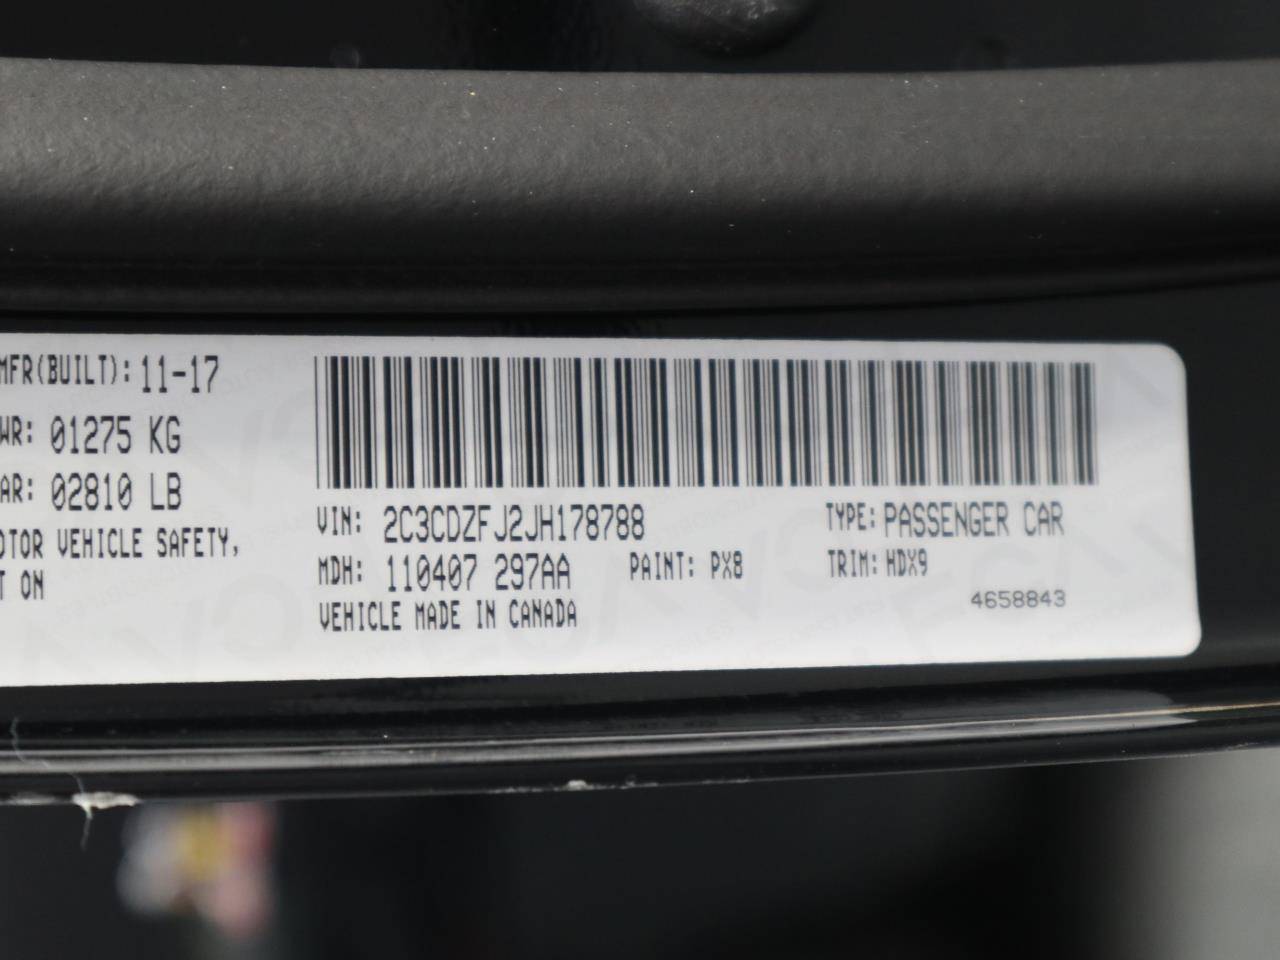 MFR(BUILT): 11-17
WR: 01275 KG
AR: 02810 LB
OTOR VEHICLE SAFETY,
T ON
VIN: 2C3CDZFJ2JH178788 TYPE: PASSENGER CAR
MDH: 110407 297AA PAINT: PX8 TRIM: HDX9
VEHICLE MADE IN CANADA 4658843